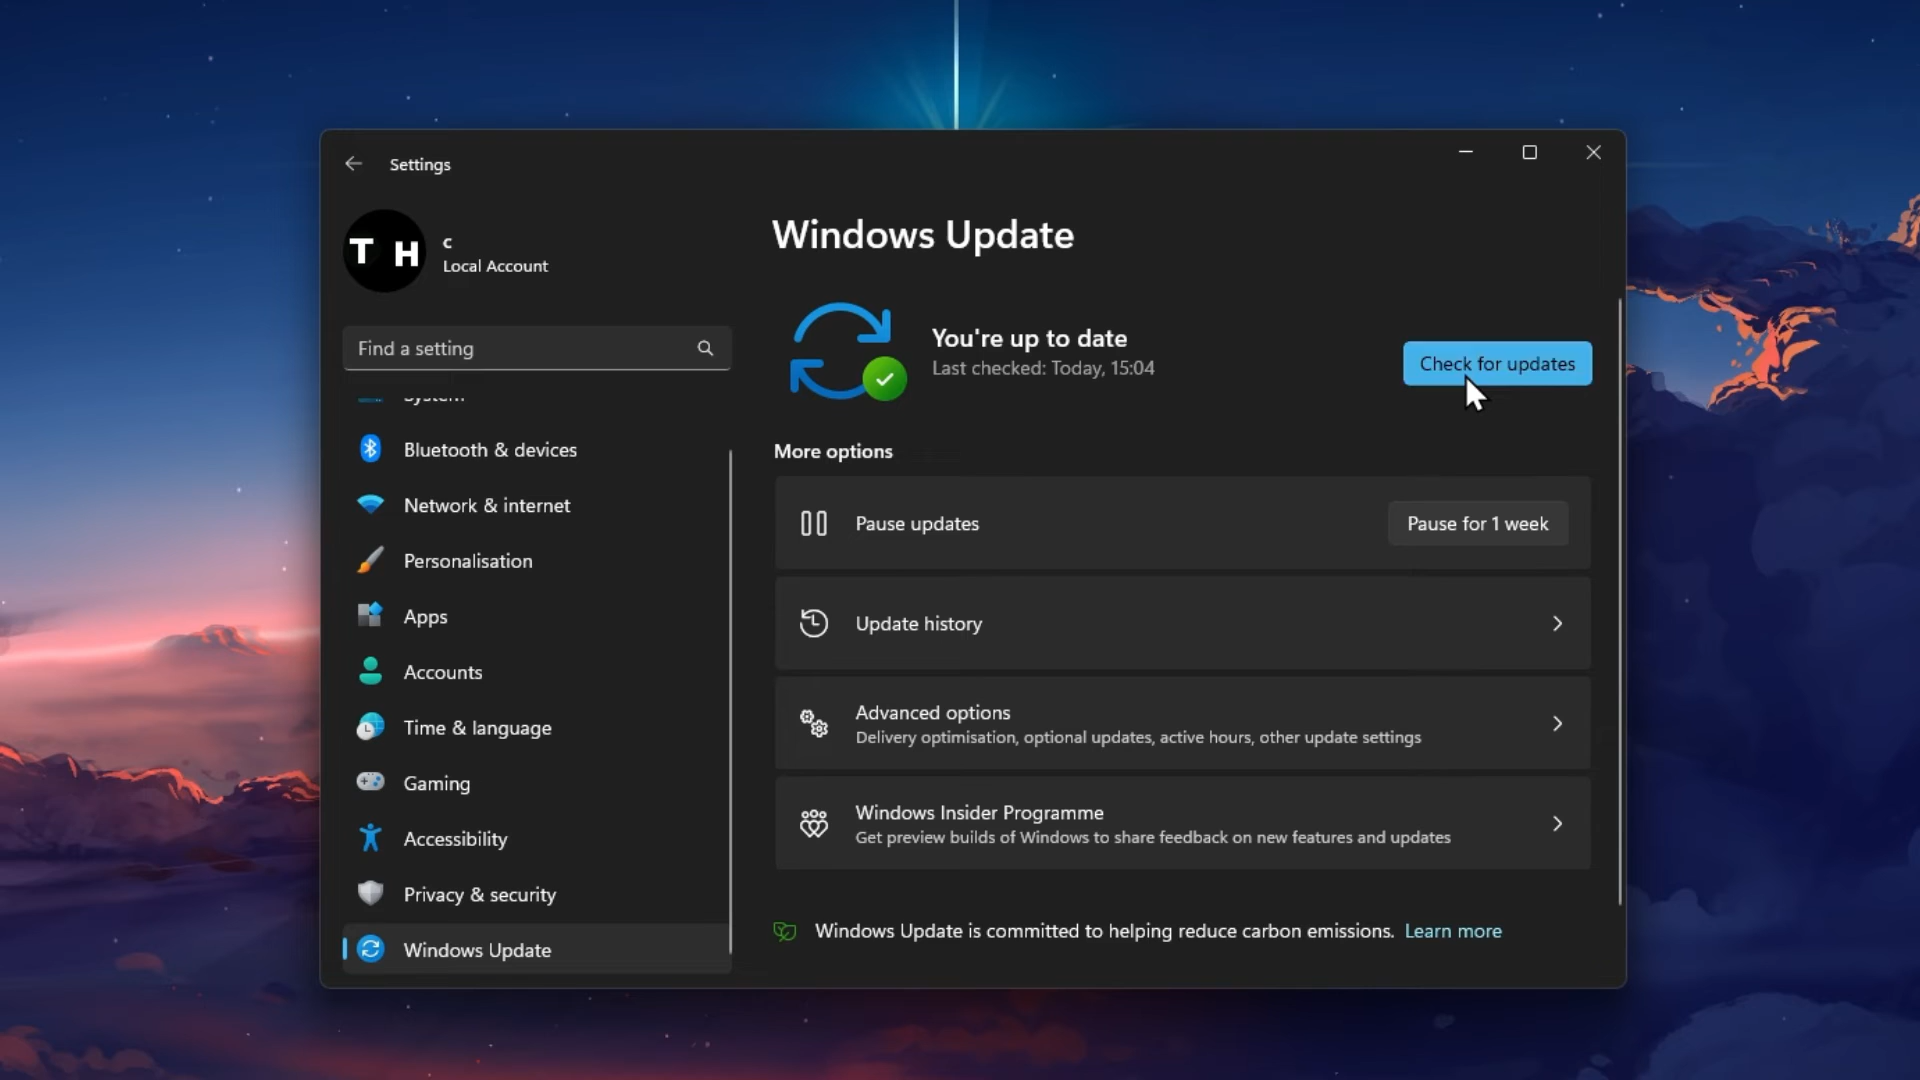 Settings
T H
c
Local Account
Find a setting
System
Bluetooth & devices
Network & internet
Personalisation
Apps
Accounts
Time & language
Gaming
Accessibility
Privacy & security
Windows Update
Windows Update
You're up to date
Last checked: Today, 15:04
Check for updates
More options
Pause updates
Pause for 1 week
Update history
Advanced options
Delivery optimisation, optional updates, active hours, other update settings
Windows Insider Programme
Get preview builds of Windows to share feedback on new features and updates
Windows Update is committed to helping reduce carbon emissions. Learn more